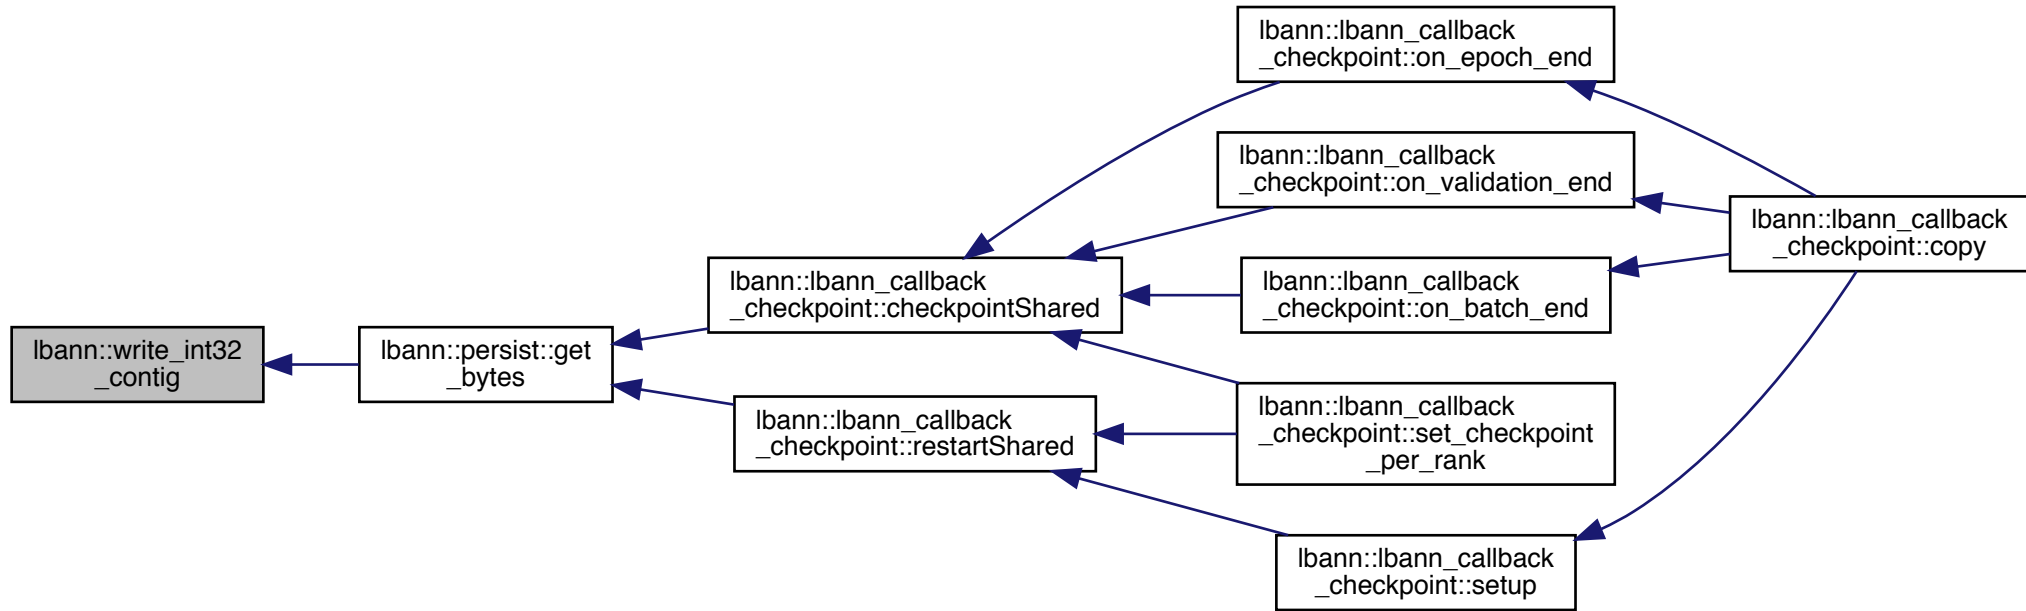 lbann::write_int32
_contig
lbann::persist::get
_bytes
lbann::lbann_callback
_checkpoint::checkpointShared
lbann::lbann_callback
_checkpoint::restartShared
lbann::lbann_callback
_checkpoint::on_epoch_end
lbann::lbann_callback
_checkpoint::on_validation_end
lbann::lbann_callback
_checkpoint::on_batch_end
lbann::lbann_callback
_checkpoint::set_checkpoint
_per_rank
lbann::lbann_callback
_checkpoint::setup
lbann::lbann_callback
_checkpoint::copy